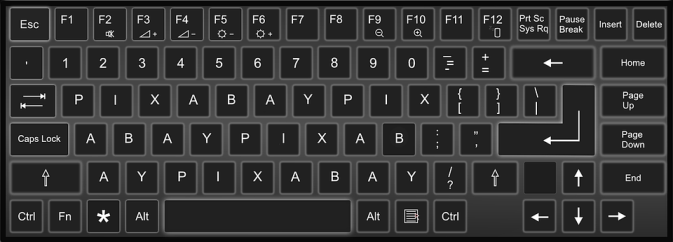 Esc F1 F2 F3 F4 F5 F6 F7 F8 F9 F10 F11 F12 Prt Sc Pause Insert Delete
Sys Rq Break
' 1 2 3 4 5 6 7 8 9 0 - = + = Home
P I X A B A Y P I X { [ } ] \ | Page Up
Caps Lock A B A Y P I X A B : ; " , Page Down
A Y P I X A B A Y / ? End
Ctrl Fn * Alt Alt Ctrl